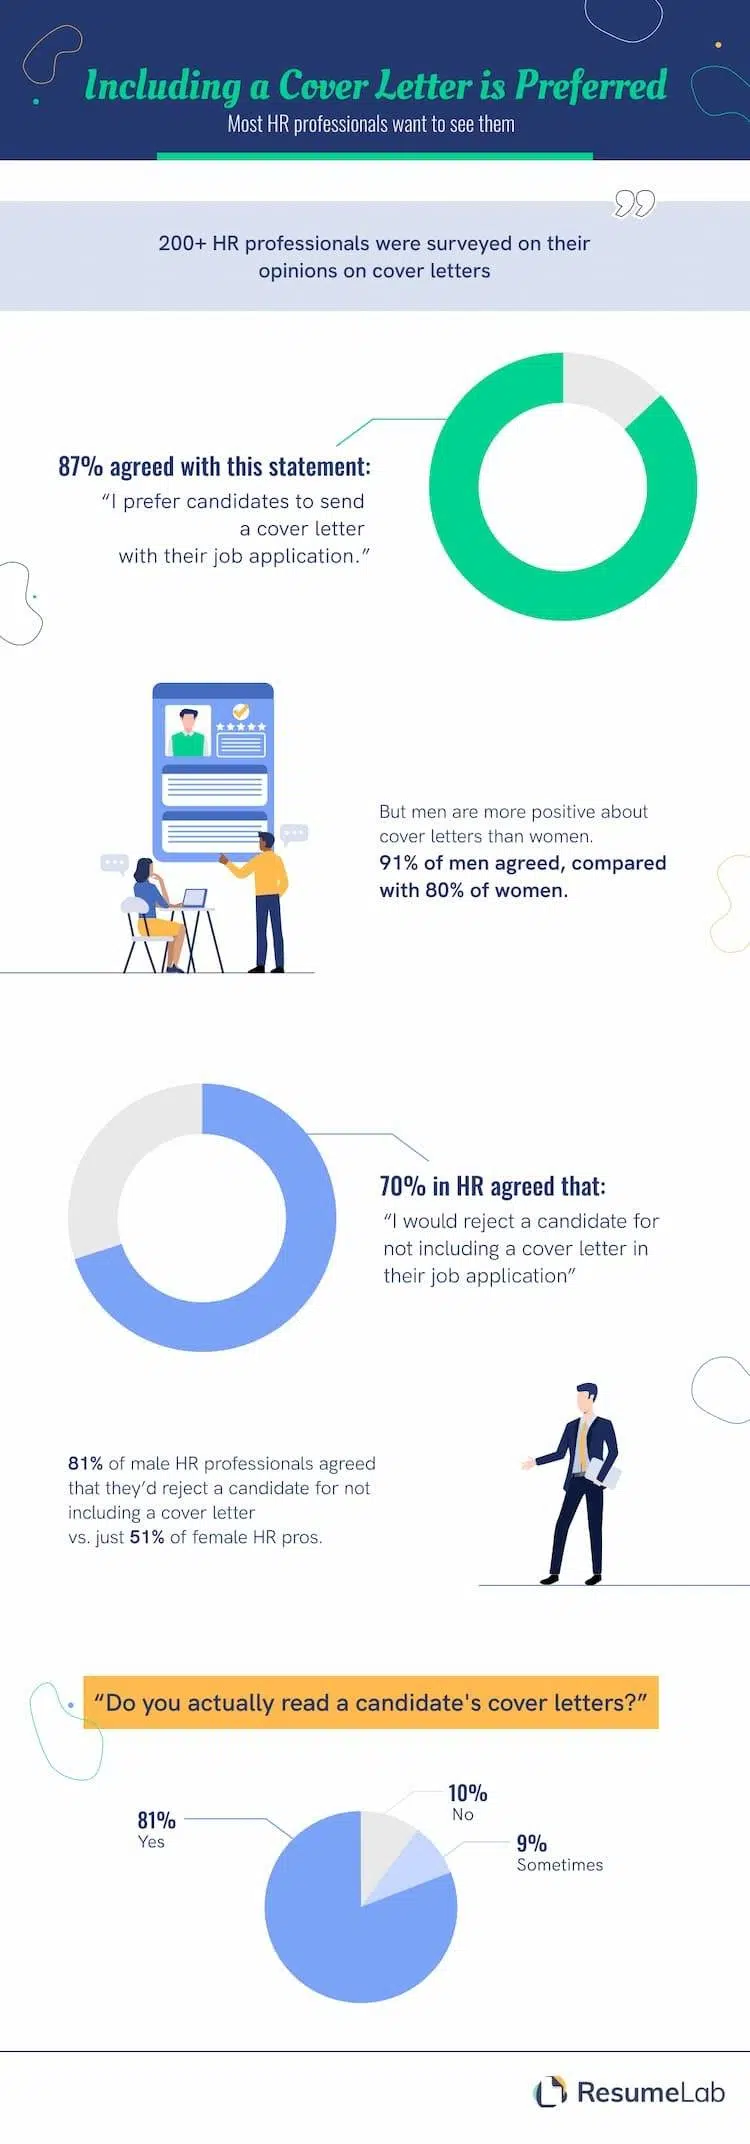 Including a Cover Letter is Preferred
Most HR professionals want to see them
200+ HR professionals were surveyed on their
opinions on cover letters
87% agreed with this statement:
“I prefer candidates to send
a cover letter
with their job application.”
But men are more positive about
cover letters than women.
91% of men agreed, compared
with 80% of women.
70% in HR agreed that:
“I would reject a candidate for
not including a cover letter in
their job application”
81% of male HR professionals agreed
that they’d reject a candidate for not
including a cover letter
vs. just 51% of female HR pros.
“Do you actually read a candidate's cover letters?”
10%
No
81%
Yes
9%
Sometimes
ResumeLab